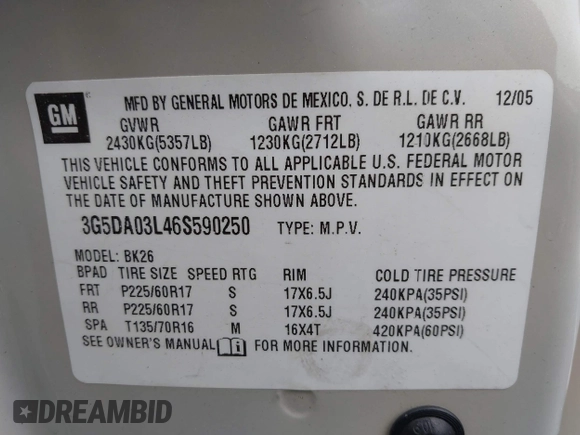 GM
MFD BY GENERAL MOTORS DE MEXICO, S. DE R.L. DE C.V. 12/05
GVWR GAWR FRT GAWR RR
2430KG(5357LB) 1230KG(2712LB) 1210KG(2668LB)
THIS VEHICLE CONFORMS TO ALL APPLICABLE U.S. FEDERAL MOTOR
VEHICLE SAFETY AND THEFT PREVENTION STANDARDS IN EFFECT ON
THE DATE OF MANUFACTURE SHOWN ABOVE.
3G5DA03L46S590250 TYPE: M.P.V.
MODEL: BK26
BPAD TIRE SIZE SPEED RTG RIM COLD TIRE PRESSURE
FRT P225/60R17 S 17X6.5J 240KPA(35PSI)
RR P225/60R17 S 17X6.5J 240KPA(35PSI)
SPA T135/70R16 M 16X4T 420KPA(60PSI)
SEE OWNER'S MANUAL FOR MORE INFORMATION.
DREAMBID